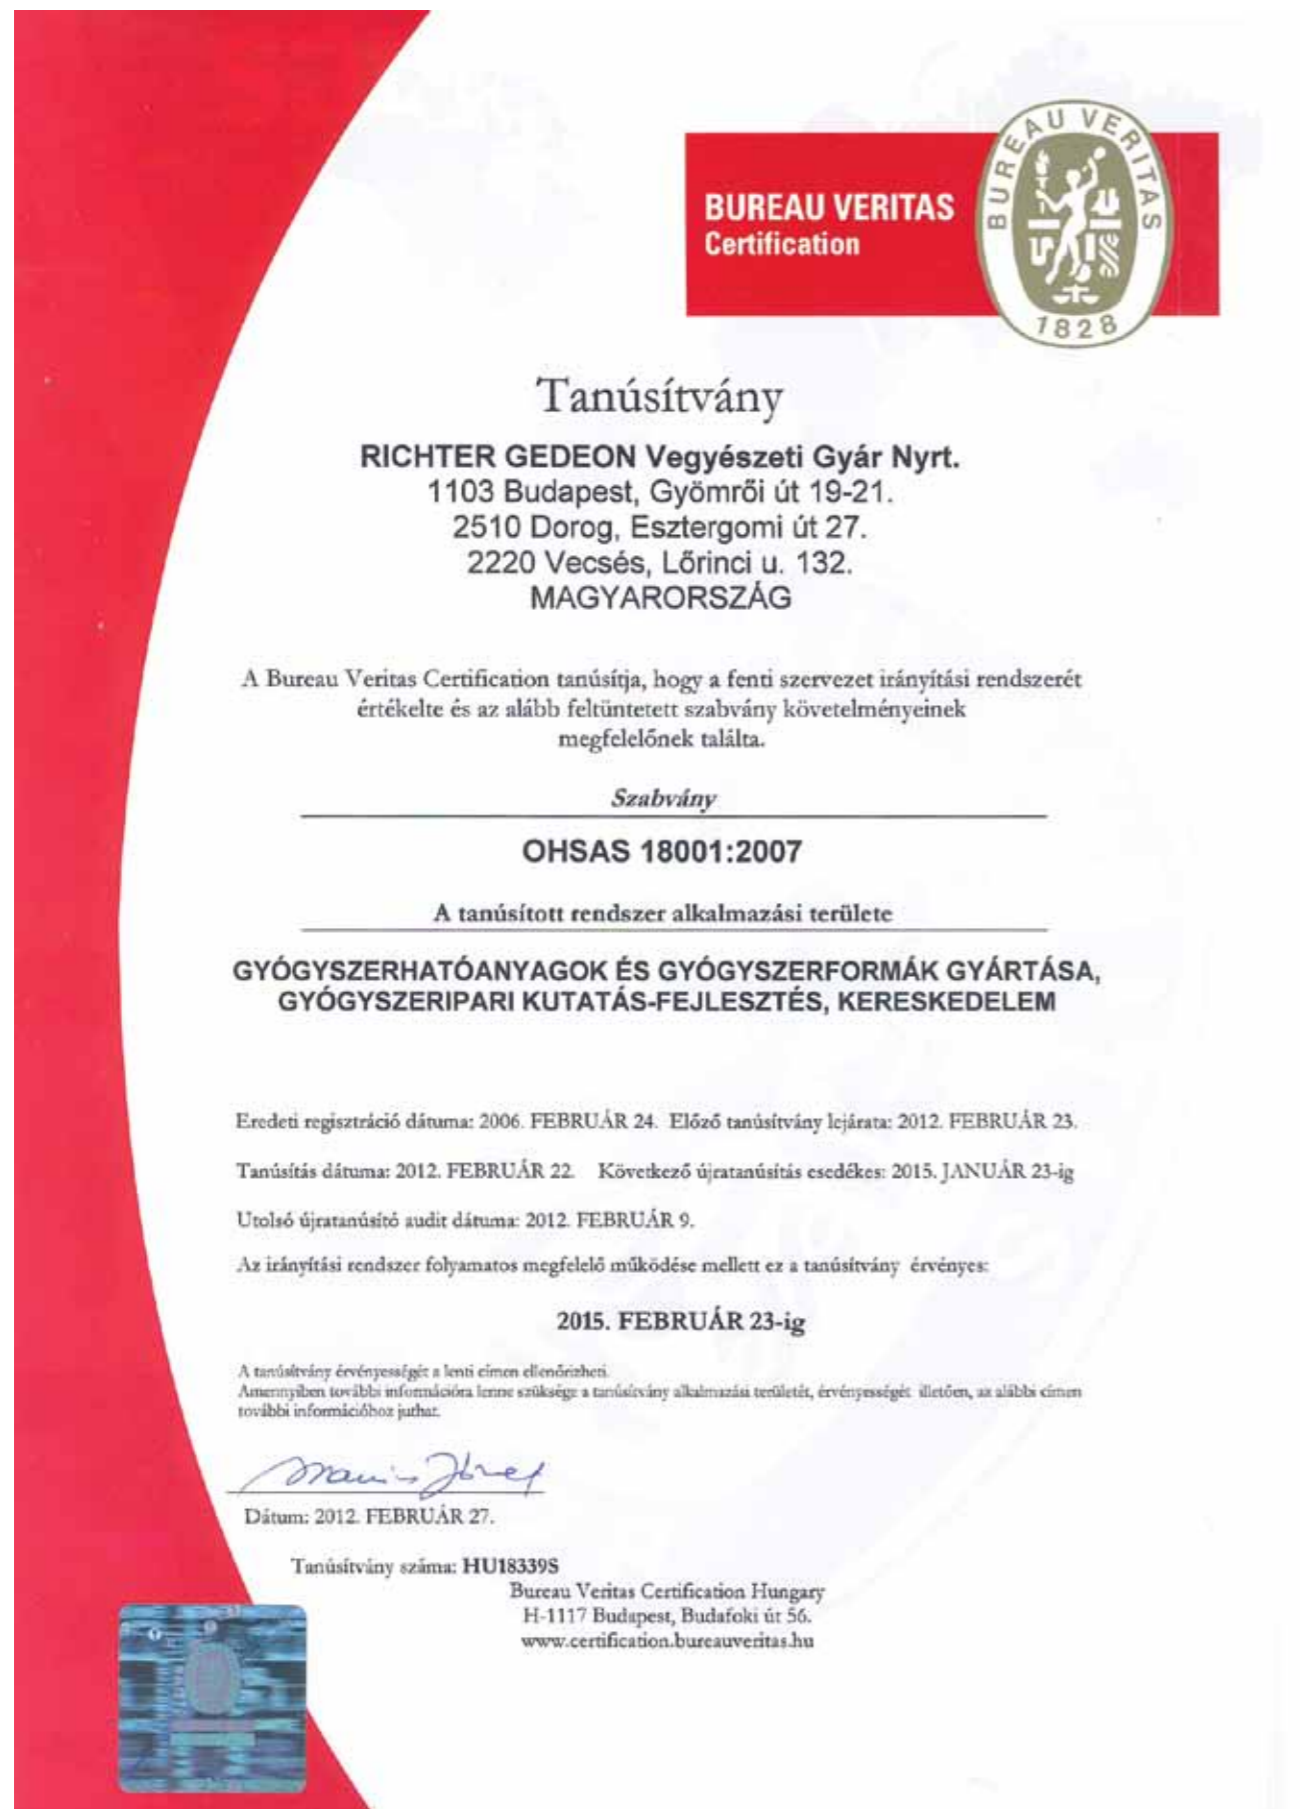 BUREAU VERITAS
Certification
BUREAU VERITAS
1828
Tanúsítvány
RICHTER GEDEON Vegyészeti Gyár Nyrt.
1103 Budapest, Gyömrői út 19-21.
2510 Dorog, Esztergomi út 27.
2220 Vecsés, Lőrinci u. 132.
MAGYARORSZÁG
A Bureau Veritas Certification tanúsítja, hogy a fenti szervezet irányítási rendszerét
értékelte és az alább feltüntetett szabvány követelményeinek
megfelelőnek találta.
Szabvány
OHSAS 18001:2007
A tanúsított rendszer alkalmazási területe
GYÓGYSZERHATÓANYAGOK ÉS GYÓGYSZERFORMÁK GYÁRTÁSA,
GYÓGYSZERIPARI KUTATÁS-FEJLESZTÉS, KERESKEDELEM
Eredeti regisztráció dátuma: 2006. FEBRUÁR 24. Előző tanúsítvány lejárata: 2012. FEBRUÁR 23.
Tanúsítás dátuma: 2012. FEBRUÁR 22. Következő újratanúsítás esedékes: 2015. JANUÁR 23-ig
Utolsó újratanúsító audit dátuma: 2012. FEBRUÁR 9.
Az irányítási rendszer folyamatos megfelelő működése mellett ez a tanúsítvány érvényes:
2015. FEBRUÁR 23-ig
A tanúsítvány érvényességét a lenti címen ellenőrizheti.
Amennyiben további információra lenne szüksége a tanúsítvány alkalmazási területét, érvényességét illetően, az alábbi címen
további információhoz juthat.
Dátum: 2012. FEBRUÁR 27.
Tanúsítvány száma: HU18339S
Bureau Veritas Certification Hungary
H-1117 Budapest, Budafoki út 56.
www.certification.bureauveritas.hu